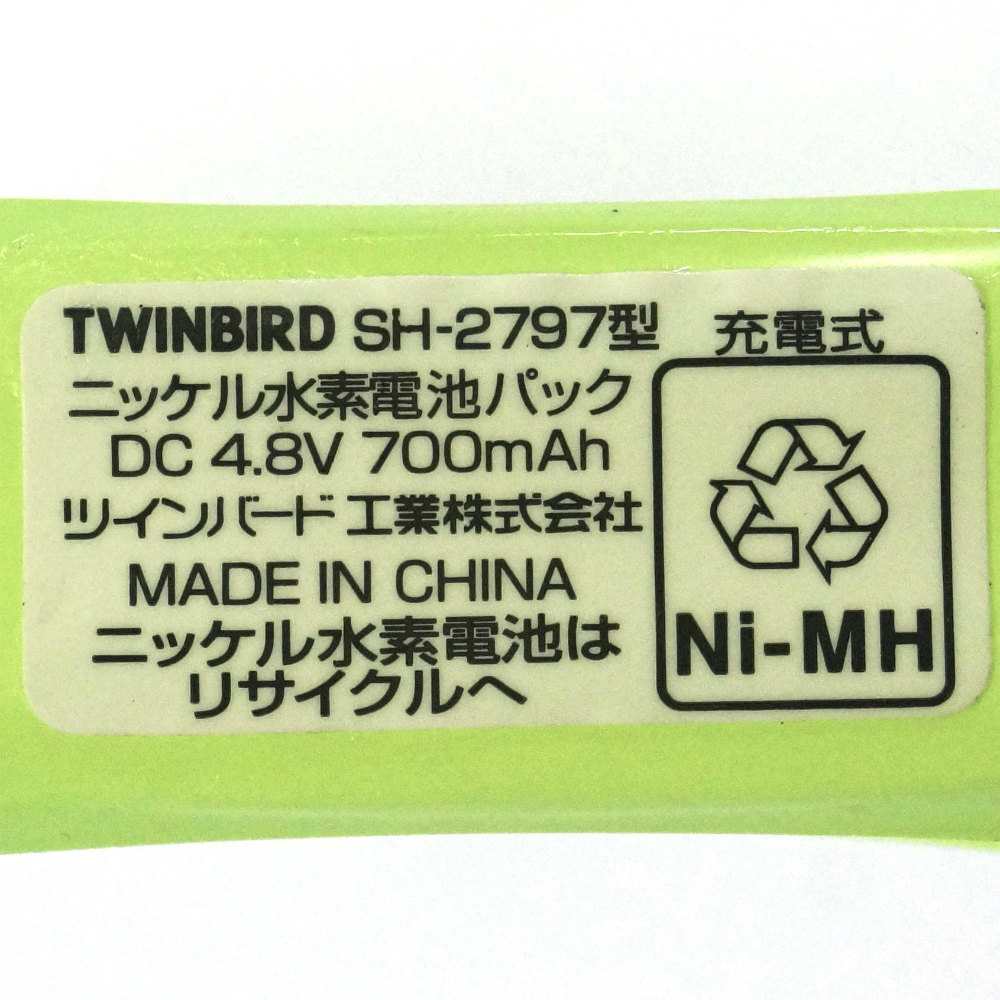 TWINBIRD SH-2797型
ニッケル水素電池パック
DC 4.8V 700mAh
ツインバード工業株式会社
MADE IN CHINA
ニッケル水素電池は
リサイクルへ
充電式
Ni-MH